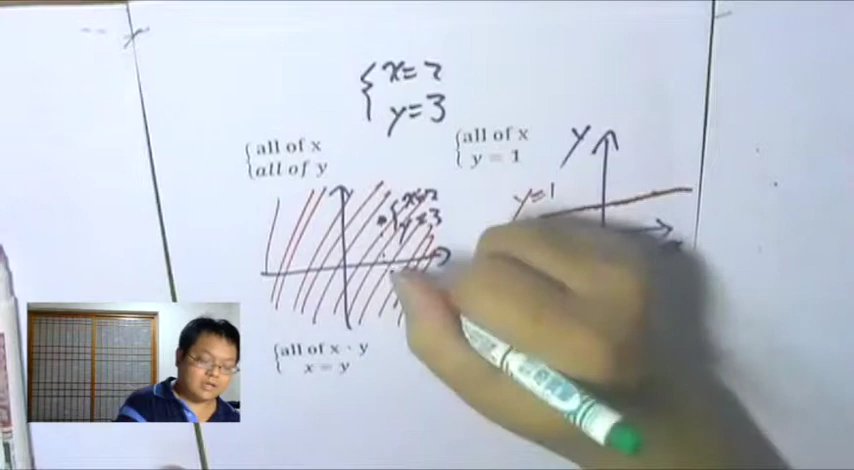 {x=2
y=3
{all of x
all of y
{all of x
y = 1
y
y=1
{x=2
y=3
{all of x · y
x = y